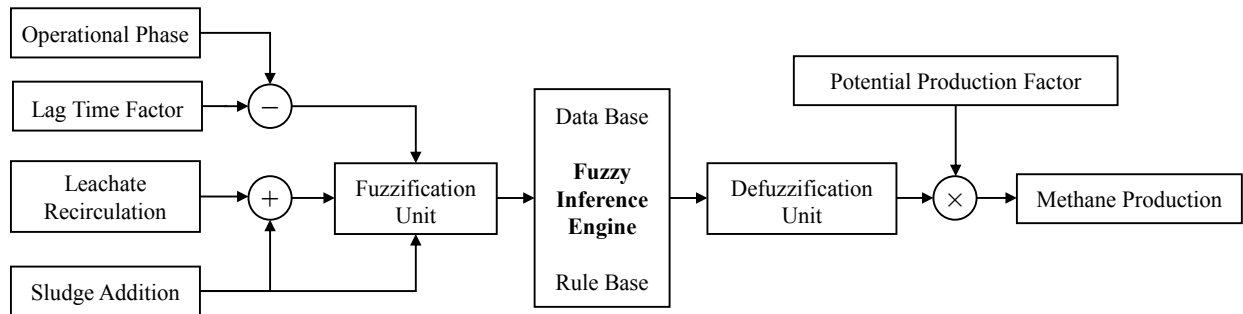 Operational Phase
Lag Time Factor
−
Leachate
Recirculation
+
Sludge Addition
Fuzzification
Unit
Data Base
Fuzzy
Inference
Engine
Rule Base
Defuzzification
Unit
Potential Production Factor
×
Methane Production